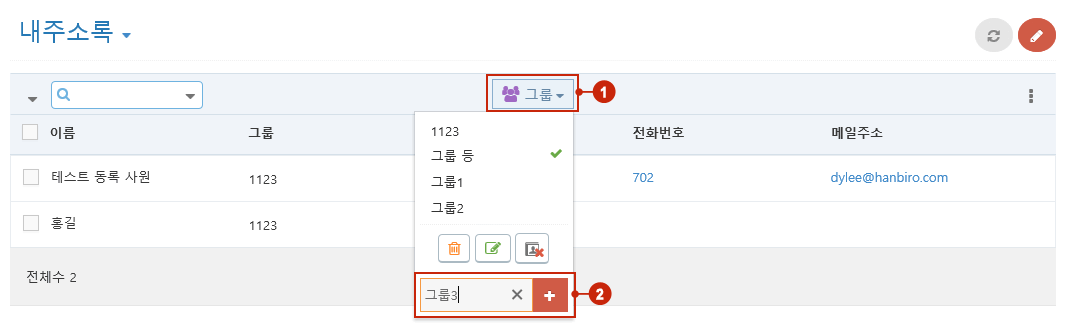 내주소록
그룹
1
이름 그룹 전화번호 메일주소
1123
그룹 등
그룹1
그룹2
테스트 동록 사원 1123 702 dylee@hanbiro.com
홍길 1123
전체수 2
그룹3
2